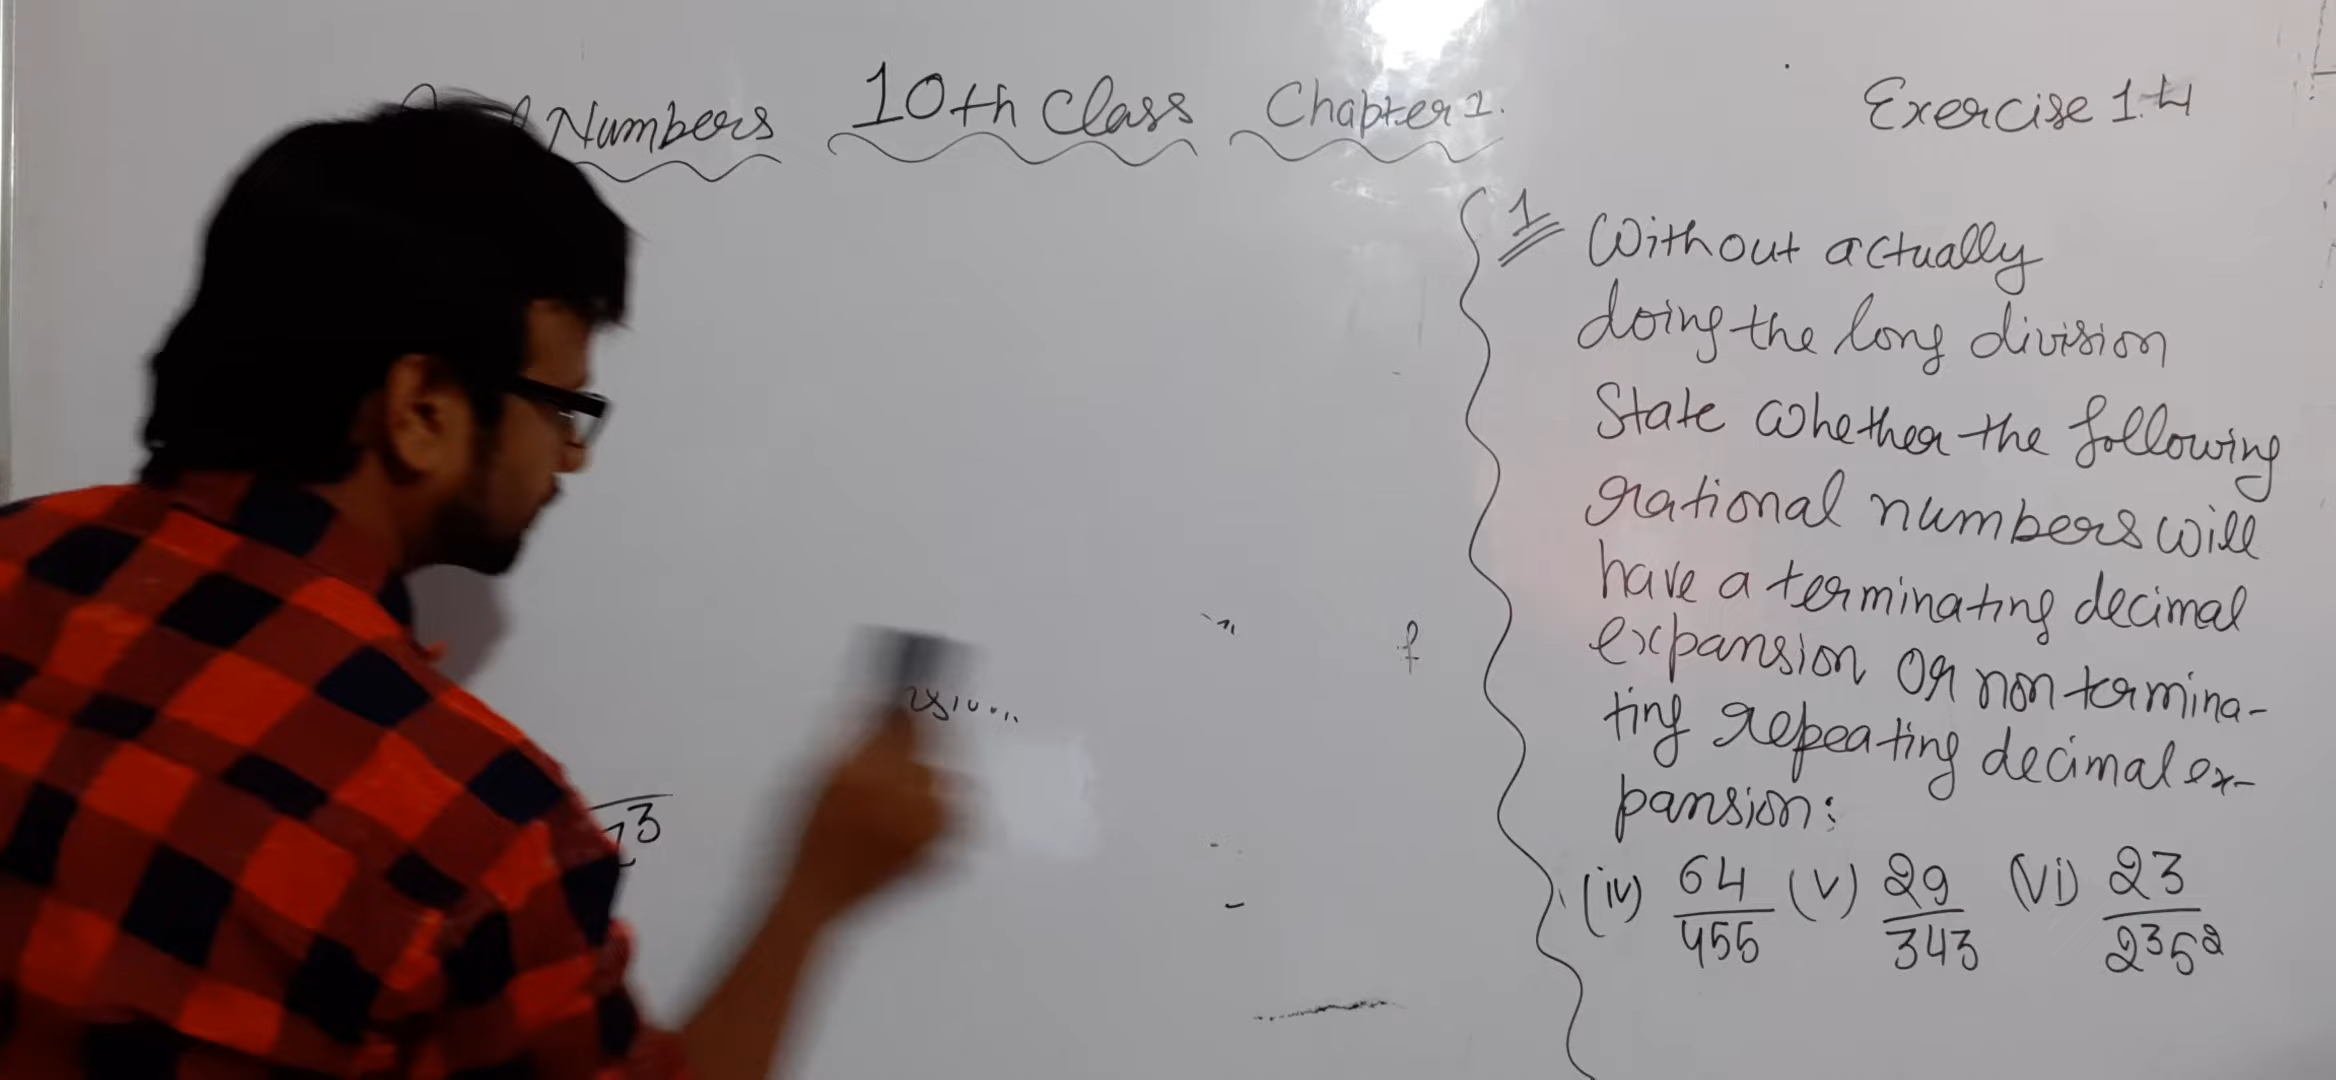 Numbers 10th Class Chapter 1. Exercise 1.4
1 Without actually
doing the long division
State whether the following
rational numbers will
have a terminating decimal
expansion or non termina-
ting repeating decimal ex-
pansion:
(iv) 64/455 (v) 29/343 (vi) 23/2³5²